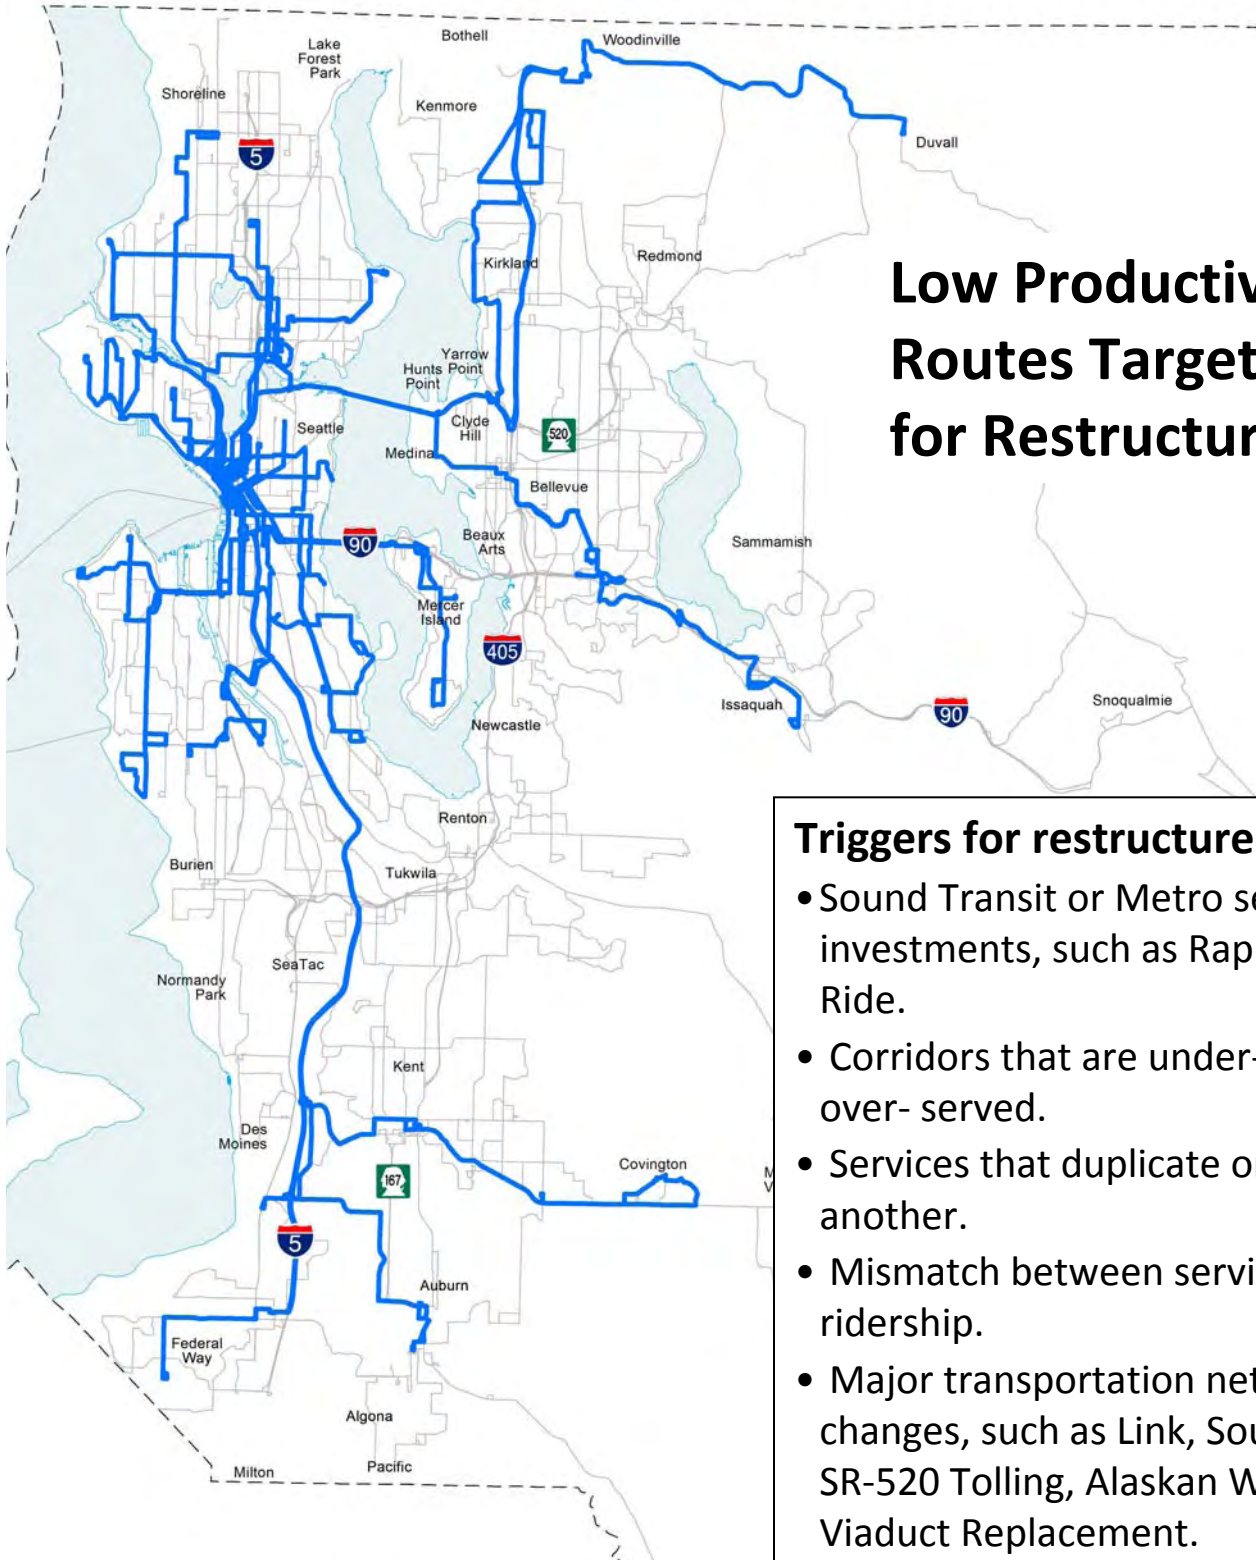 Bothell
Woodinville
Lake
Forest
Park
Shoreline
Kenmore
5
Duvall
Kirkland
Redmond
Low Productiv
Routes Target
for Restructur
Yarrow
Hunts Point
Point
Clyde
Hill
520
Seattle
Medina
Bellevue
Beaux
Arts
90
Sammamish
Mercer
Island
405
Issaquah
90
Snoqualmie
Newcastle
Renton
Burien
Tukwila
SeaTac
Normandy
Park
Kent
Des
Moines
Covington
M
V
167
5
Auburn
Federal
Way
Algona
Milton
Pacific
Triggers for restructure
• Sound Transit or Metro se
investments, such as Rap
Ride.
• Corridors that are under-
over- served.
• Services that duplicate o
another.
• Mismatch between servi
ridership.
• Major transportation net
changes, such as Link, Sou
SR-520 Tolling, Alaskan W
Viaduct Replacement.